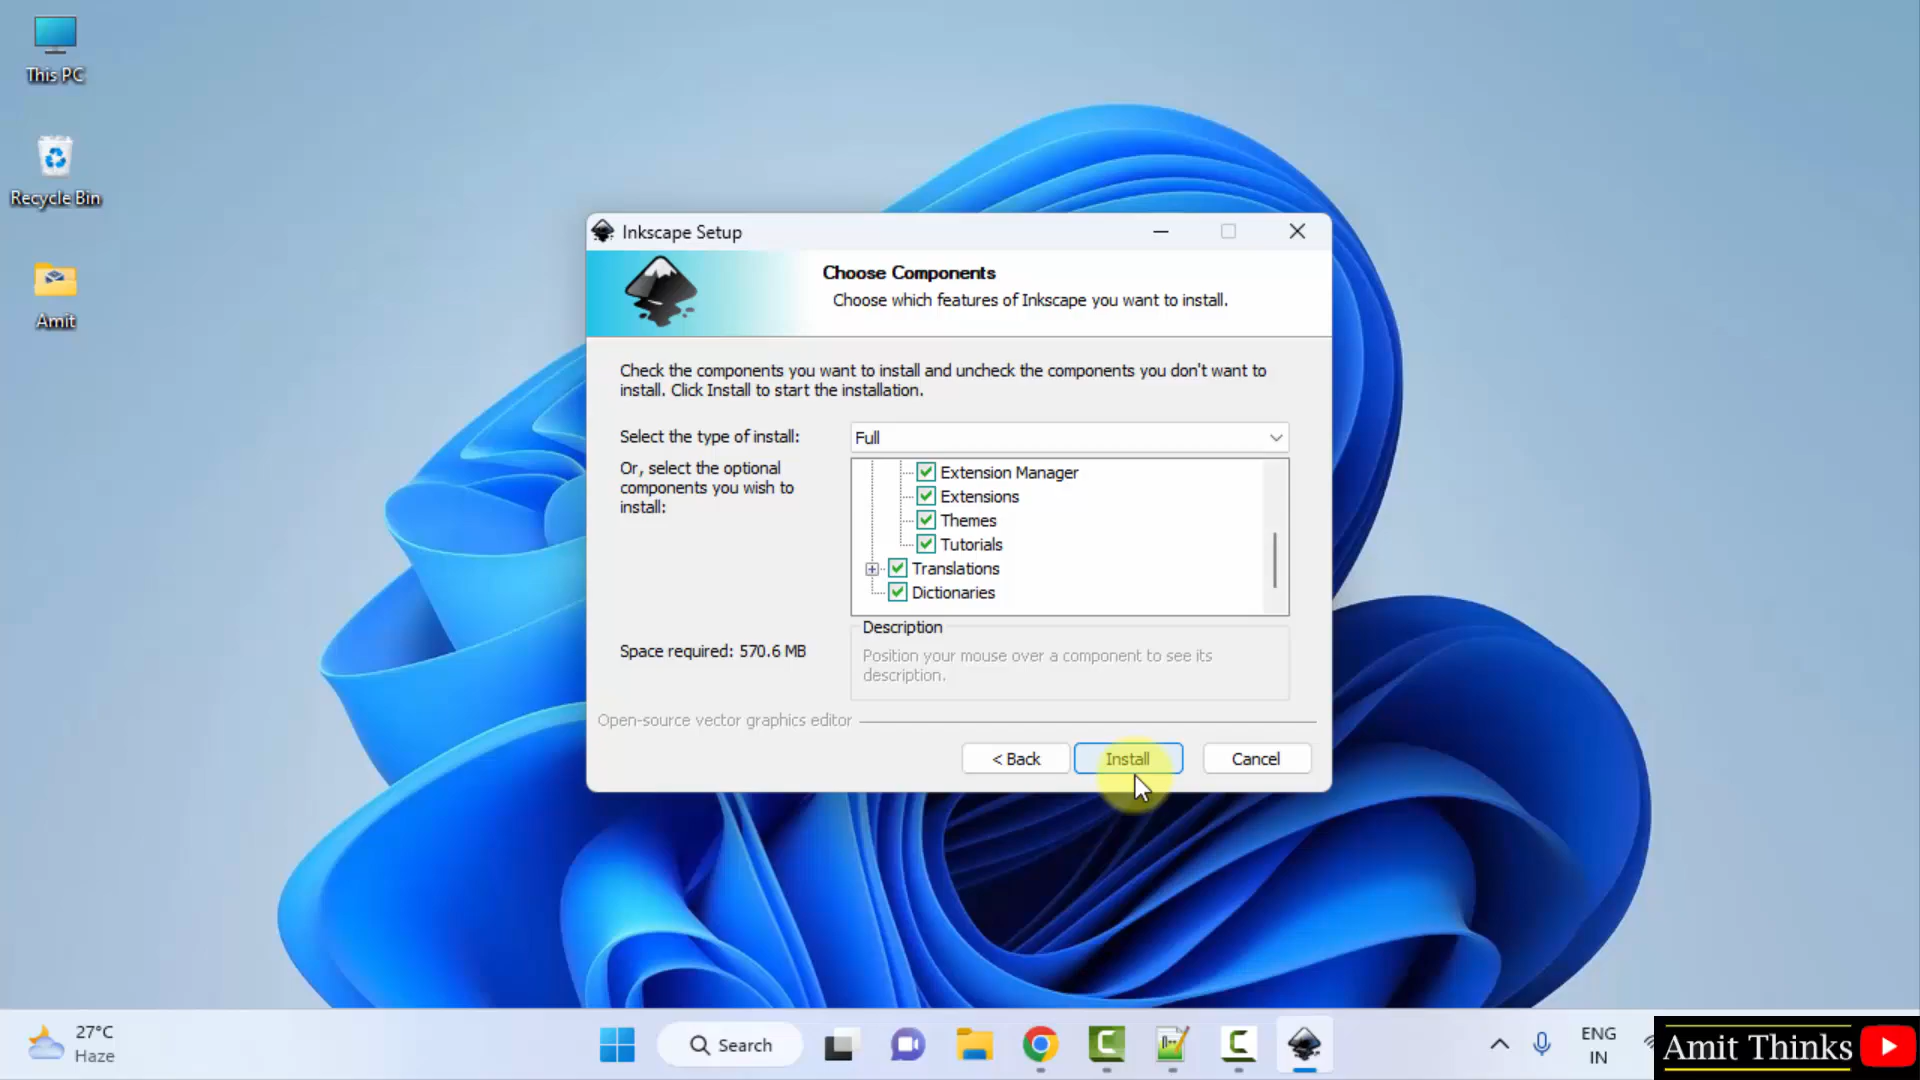 This PC
Recycle Bin
Amit
Inkscape Setup
Choose Components
Choose which features of Inkscape you want to install.
Check the components you want to install and uncheck the components you don't want to
install. Click Install to start the installation.
Select the type of install:
Full
Or, select the optional
components you wish to
install:
Extension Manager
Extensions
Themes
Tutorials
Translations
Dictionaries
Space required: 570.6 MB
Description
Position your mouse over a component to see its
description.
Open-source vector graphics editor
< Back
Install
Cancel
27°C
Haze
Search
ENG
IN
Amit Thinks